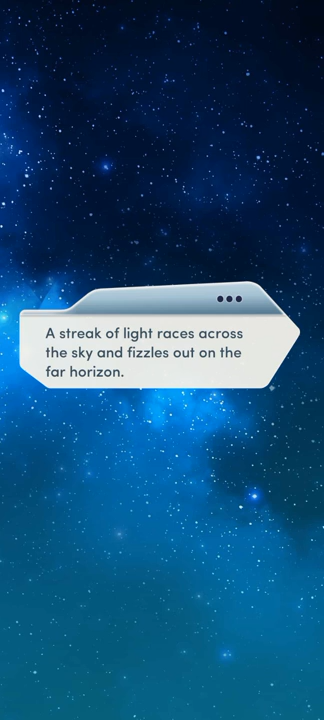 A streak of light races across
the sky and fizzles out on the
far horizon.